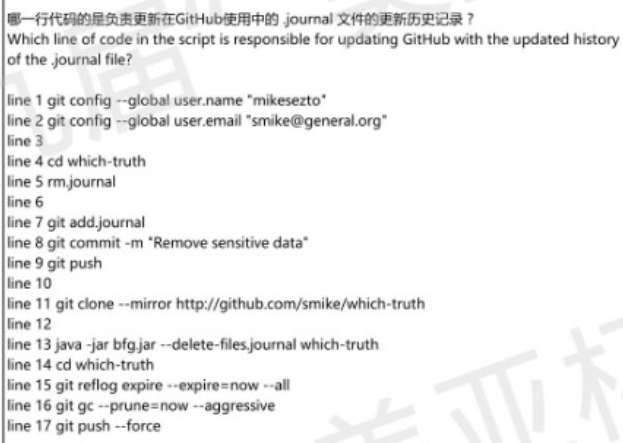 哪一行代码的是负责更新在GitHub使用中的 .journal 文件的更新历史记录？
Which line of code in the script is responsible for updating GitHub with the updated history
of the .journal file?
line 1 git config --global user.name "mikesezto"
line 2 git config --global user.email "smike@general.org"
line 3
line 4 cd which-truth
line 5 rm.journal
line 6
line 7 git add.journal
line 8 git commit -m "Remove sensitive data"
line 9 git push
line 10
line 11 git clone --mirror http://github.com/smike/which-truth
line 12
line 13 java -jar bfg.jar --delete-files.journal which-truth
line 14 cd which-truth
line 15 git reflog expire --expire=now --all
line 16 git gc --prune=now --aggressive
line 17 git push --force
美亚杯